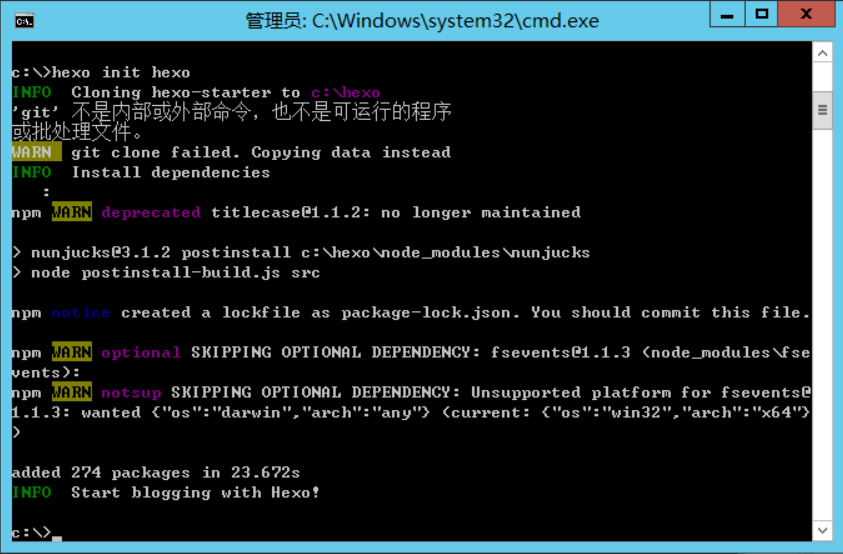 管理员: C:\Windows\system32\cmd.exe
c:\>hexo init hexo
INFO  Cloning hexo-starter to c:\hexo
'git' 不是内部或外部命令，也不是可运行的程序
或批处理文件。
WARN  git clone failed. Copying data instead
INFO  Install dependencies
:
npm WARN deprecated titlecase@1.1.2: no longer maintained
> nunjucks@3.1.2 postinstall c:\hexo\node_modules\nunjucks
> node postinstall-build.js src
npm notice created a lockfile as package-lock.json. You should commit this file.
npm WARN optional SKIPPING OPTIONAL DEPENDENCY: fsevents@1.1.3 (node_modules\fse
vents):
npm WARN notsup SKIPPING OPTIONAL DEPENDENCY: Unsupported platform for fsevents@
1.1.3: wanted {"os":"darwin","arch":"any"} (current: {"os":"win32","arch":"x64"}
)
added 274 packages in 23.672s
INFO  Start blogging with Hexo!
c:\>_